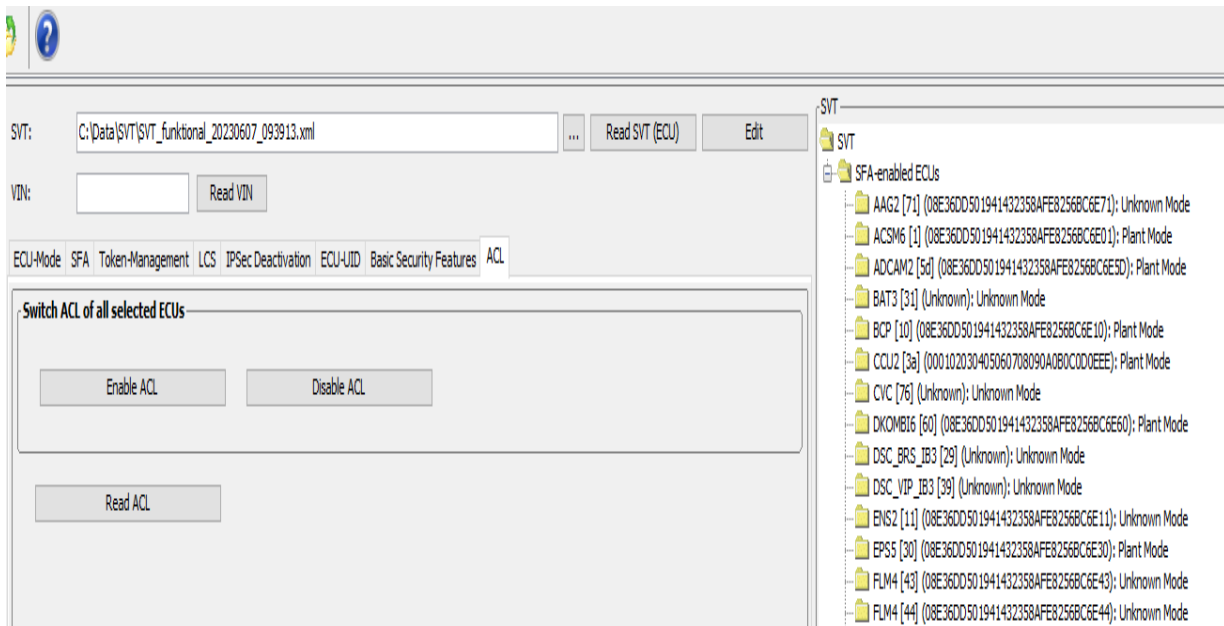 ?
SVT:
C:\Data\SVT\SVT_funktional_20230607_093913.xml
...
Read SVT (ECU)
Edit
VIN:
Read VIN
ECU-Mode SFA Token-Management LCS IPSec Deactivation ECU-UID Basic Security Features ACL
Switch ACL of all selected ECUs
Enable ACL
Disable ACL
Read ACL
SVT
SVT
SFA-enabled ECUs
AAG2 [71] (08E36DD501941432358AFE8256BC6E71): Unknown Mode
ACSM6 [1] (08E36DD501941432358AFE8256BC6E01): Plant Mode
ADCAM2 [5d] (08E36DD501941432358AFE8256BC6E5D): Plant Mode
BAT3 [31] (Unknown): Unknown Mode
BCP [10] (08E36DD501941432358AFE8256BC6E10): Plant Mode
CCU2 [3a] (000102030405060708090A0B0C0D0EEE): Plant Mode
CVC [76] (Unknown): Unknown Mode
DKOMBI6 [60] (08E36DD501941432358AFE8256BC6E60): Plant Mode
DSC_BRS_IB3 [29] (Unknown): Unknown Mode
DSC_VIP_IB3 [39] (Unknown): Unknown Mode
ENS2 [11] (08E36DD501941432358AFE8256BC6E11): Unknown Mode
EPS5 [30] (08E36DD501941432358AFE8256BC6E30): Plant Mode
FLM4 [43] (08E36DD501941432358AFE8256BC6E43): Unknown Mode
FLM4 [44] (08E36DD501941432358AFE8256BC6E44): Unknown Mode